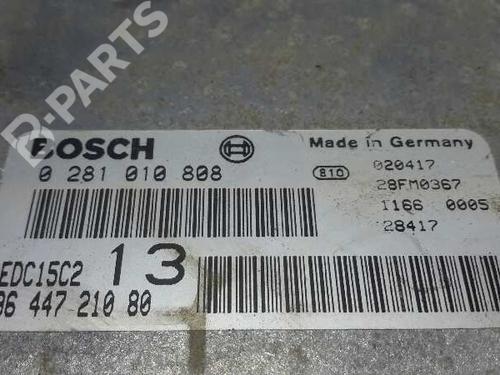 B-PARTS
BOSCH
Made in Germany
0 281 010 808
810
020417
28FM0367
1166 0005
28417
EDC15C2
13
96 447 210 80